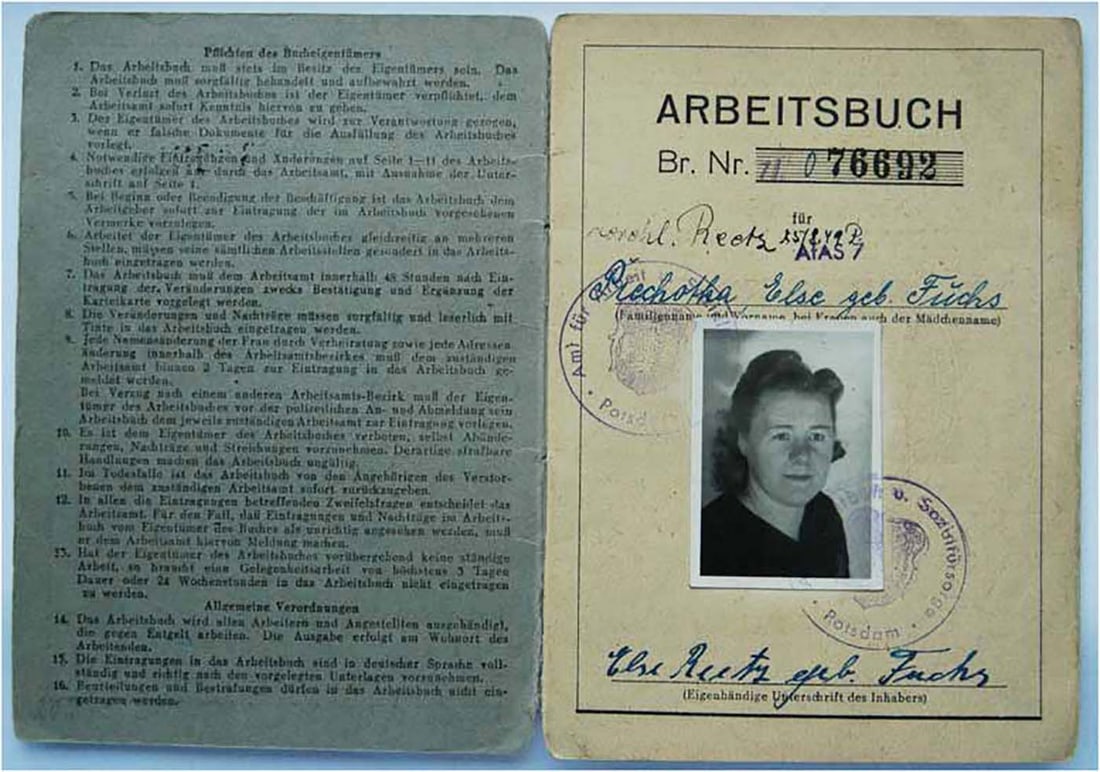 Pflichten des Bucheigentümers
1. Das Arbeitsbuch muß stets im Besitz des Eigentümers sein. Das
Arbeitsbuch muß sorgfältig behandelt und aufbewahrt werden.
2. Bei Verlust des Arbeitsbuches ist der Eigentümer verpflichtet, dem
Arbeitsamt sofort Kenntnis hiervon zu geben.
3. Der Eigentümer des Arbeitsbuches wird zur Verantwortung gezogen,
wenn er falsche Dokumente für die Ausfüllung des Arbeitsbuches
vorlegt.
4. Notwendige Eintragungen und Änderungen auf Seite 1—11 des Arbeits-
buches erfolgen nur durch das Arbeitsamt, mit Ausnahme der Unter-
schrift auf Seite 1.
5. Bei Beginn oder Beendigung der Beschäftigung ist das Arbeitsbuch dem
Arbeitgeber sofort zur Eintragung der im Arbeitsbuch vorgesehenen
Vermerke vorzulegen.
6. Arbeitet der Eigentümer des Arbeitsbuches gleichzeitig an mehreren
Stellen, müssen seine sämtlichen Arbeitsstellen gesondert in das Arbeits-
buch eingetragen werden.
7. Das Arbeitsbuch muß dem Arbeitsamt innerhalb 48 Stunden nach Ein-
tragung der Veränderungen zwecks Bestätigung und Ergänzung der
Karteikarte vorgelegt werden.
8. Die Veränderungen und Nachträge müssen sorgfältig und leserlich mit
Tinte in das Arbeitsbuch eingetragen werden.
9. Jede Namensänderung der Frau durch Verheiratung sowie jede Adressen-
änderung innerhalb des Arbeitsamtsbezirkes muß dem zuständigen
Arbeitsamt binnen 2 Tagen zur Eintragung in das Arbeitsbuch ge-
meldet werden.
Bei Verzug nach einem anderen Arbeitsamts-Bezirk muß der Eigen-
tümer des Arbeitsbuches vor der polizeilichen An- und Abmeldung sein
Arbeitsbuch dem jeweils zuständigen Arbeitsamt zur Eintragung vorlegen.
10. Es ist dem Eigentümer des Arbeitsbuches verboten, selbst Abände-
rungen, Nachträge und Streichungen vorzunehmen. Derartige strafbare
Handlungen machen das Arbeitsbuch ungültig.
11. Im Todesfalle ist das Arbeitsbuch von den Angehörigen des Verstor-
benen dem zuständigen Arbeitsamt sofort zurückzugeben.
12. In allen die Eintragungen betreffenden Zweifelsfragen entscheidet das
Arbeitsamt. Für den Fall, daß Eintragungen und Nachträge im Arbeits-
buch vom Eigentümer des Buches als unrichtig angesehen werden, muß
er dem Arbeitsamt hiervon Meldung machen.
13. Hat der Eigentümer des Arbeitsbuches vorübergehend keine ständige
Arbeit, so braucht eine Gelegenheitsarbeit von höchstens 3 Tagen
Dauer oder 24 Wochenstunden in das Arbeitsbuch nicht eingetragen
zu werden.
Allgemeine Verordnungen
14. Das Arbeitsbuch wird allen Arbeitern und Angestellten ausgehändigt,
die gegen Entgelt arbeiten. Die Ausgabe erfolgt am Wohnort des
Arbeitenden.
15. Die Eintragungen in das Arbeitsbuch sind in deutscher Sprache voll-
ständig und richtig nach den vorgelegten Unterlagen vorzunehmen.
16. Beurteilungen und Bestrafungen dürfen in das Arbeitsbuch nicht ein-
getragen werden.
ARBEITSBUCH
Br. Nr. 71 076692
für
Reetz
AfAS
Rechotka Else geb. Fuchs
(Familienname und Vorname, bei Frauen auch der Mädchenname)
Amt für Arbeit
Potsdam
u. Sozialfürsorge
Potsdam
Else Reetz geb. Fuchs
(Eigenhändige Unterschrift des Inhabers)